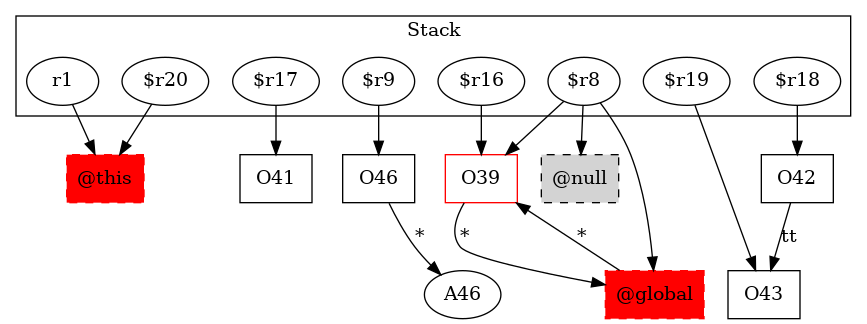 Stack
r1 $r20 $r17 $r9 $r16 $r8 $r19 $r18
@this O41 O46 O39 @null O42
* * * tt
A46 @global O43